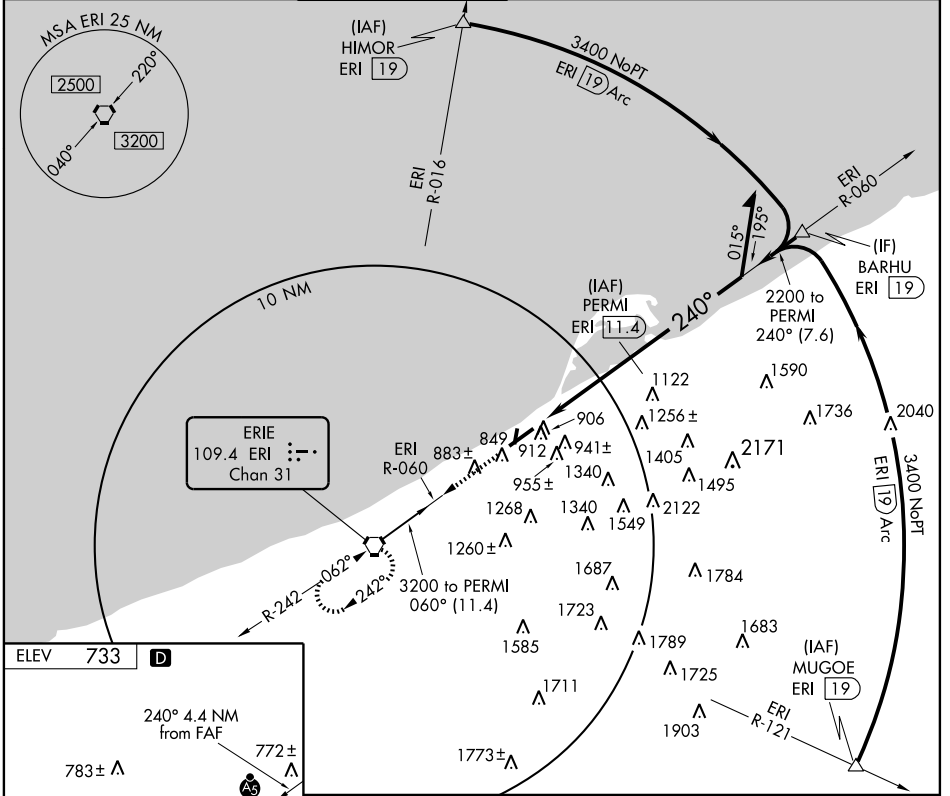 MSA ERI 25 NM
2500
220°
040°
3200
(IAF)
HIMOR
ERI 19
3400 NoPT
ERI 19 Arc
ERI
R-016
ERI
R-060
015°
195°
(IF)
BARHU
ERI 19
10 NM
(IAF)
PERMI
ERI 11.4
240°
2200 to
PERMI
240° (7.6)
1122
1590
1256±
1736
2040
906
849
912
941±
883±
955±
1405
2171
1340
1495
ERIE
109.4 ERI
Chan 31
ERI
R-060
1268
1340
1549
2122
3400 NoPT
ERI 19 Arc
1260±
R-242
062°
242°
3200 to PERMI
060° (11.4)
1687
1784
1723
1585
1789
1683
1725
1711
1903
(IAF)
MUGOE
ERI 19
ERI
R-121
1773±
ELEV 733 D
240° 4.4 NM
from FAF
783±
772±
A5